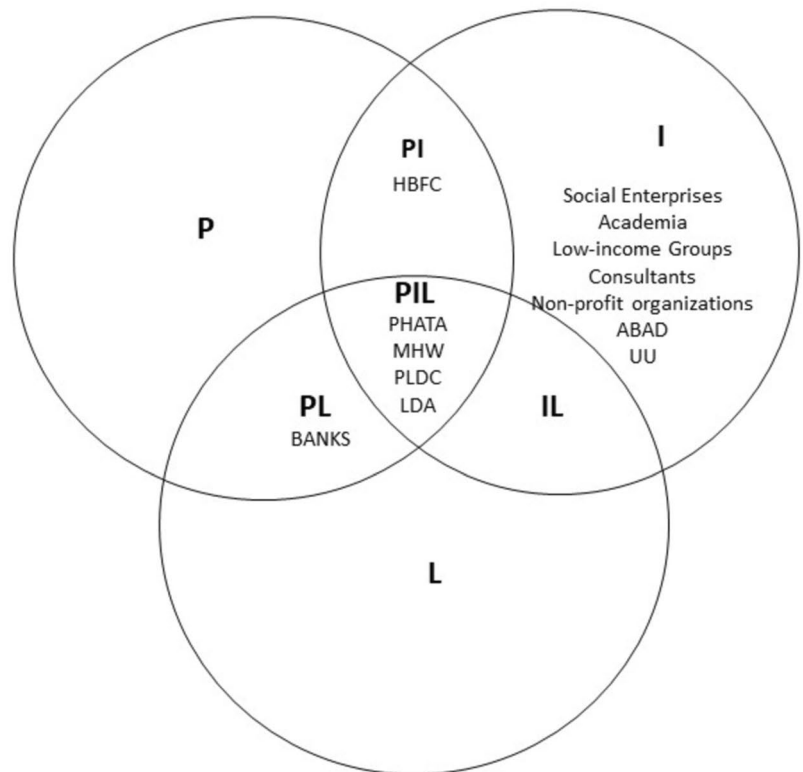 P
PI
HBFC
I
Social Enterprises
Academia
Low-income Groups
Consultants
Non-profit organizations
ABAD
UU
PIL
PHATA
MHW
PLDC
LDA
PL
BANKS
IL
L